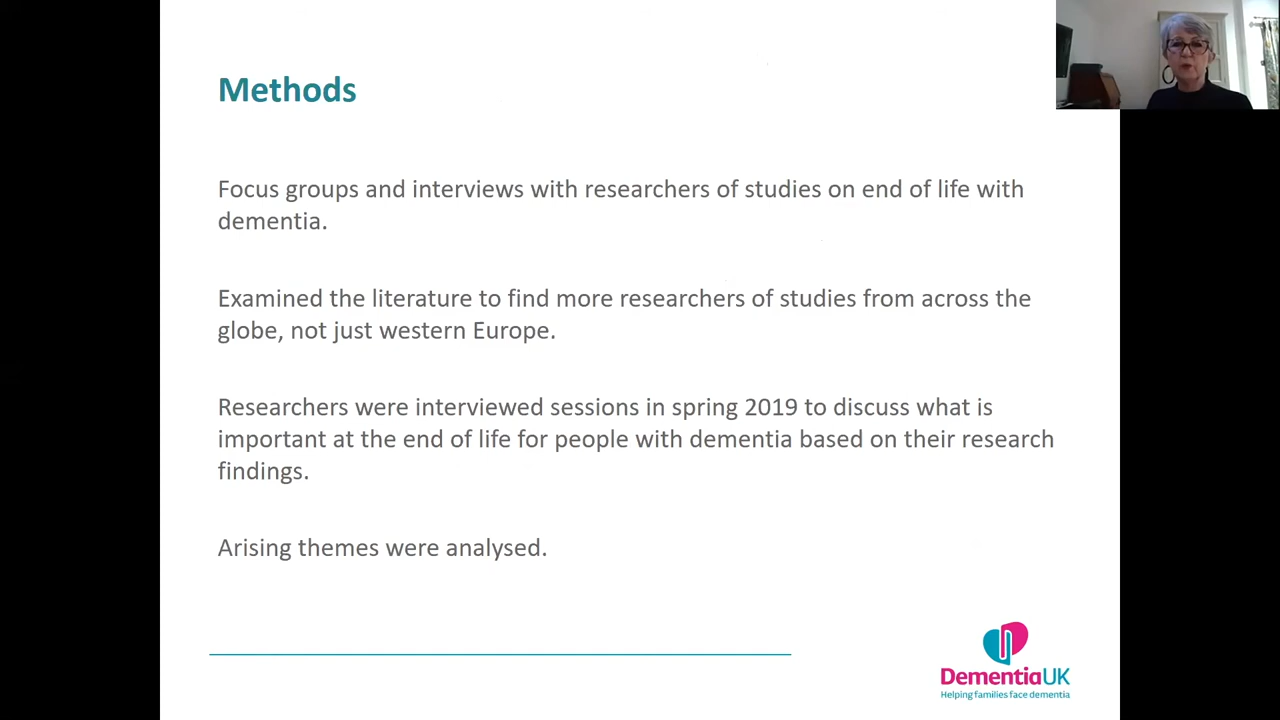 Methods
Focus groups and interviews with researchers of studies on end of life with
dementia.
Examined the literature to find more researchers of studies from across the
globe, not just western Europe.
Researchers were interviewed sessions in spring 2019 to discuss what is
important at the end of life for people with dementia based on their research
findings.
Arising themes were analysed.
DementiaUK
Helping families face dementia